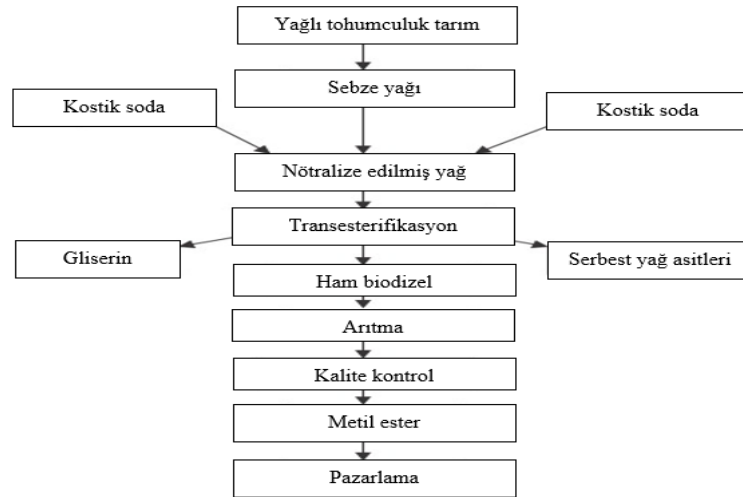 Yağlı tohumculuk tarım
Sebze yağı
Kostik soda
Kostik soda
Nötralize edilmiş yağ
Transesterifikasyon
Gliserin
Serbest yağ asitleri
Ham biodizel
Arıtma
Kalite kontrol
Metil ester
Pazarlama